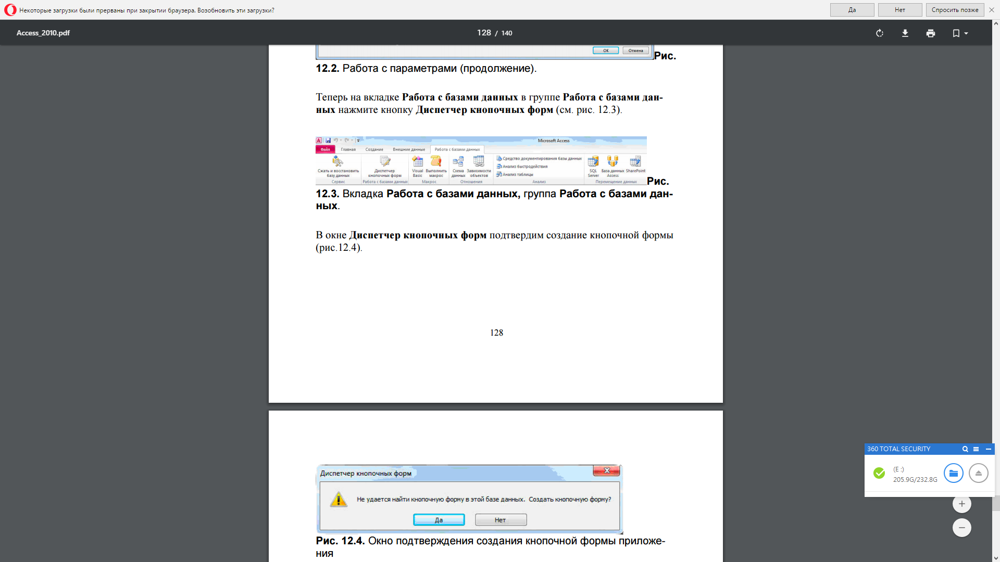 Некоторые загрузки были прерваны при закрытии браузера. Возобновить эти загрузки?
Да
Нет
Спросить позже
Access_2010.pdf
128 / 140
ОК
Отмена
Рис.
12.2. Работа с параметрами (продолжение).
Теперь на вкладке Работа с базами данных в группе Работа с базами дан-
ных нажмите кнопку Диспетчер кнопочных форм (см. рис. 12.3).
Microsoft Access
Файл
Главная
Создание
Внешние данные
Работа с базами данных
Сжать и восстановить
базу данных
Сервис
Диспетчер
кнопочных форм
Работа с базами данных
Visual
Basic
Выполнить
макрос
Макрос
Схема
данных
Зависимости
объектов
Отношения
Средство документирования базы данных
Анализ быстродействия
Анализ таблицы
Анализ
SQL
Server
База данных
Access
SharePoint
Перемещение данных
Рис.
12.3. Вкладка Работа с базами данных, группа Работа с базами дан-
ных.
В окне Диспетчер кнопочных форм подтвердим создание кнопочной формы
(рис.12.4).
128
Диспетчер кнопочных форм
Не удается найти кнопочную форму в этой базе данных. Создать кнопочную форму?
Да
Нет
Рис. 12.4. Окно подтверждения создания кнопочной формы приложе-
ния
360 TOTAL SECURITY
(E :)
205.9G/232.8G